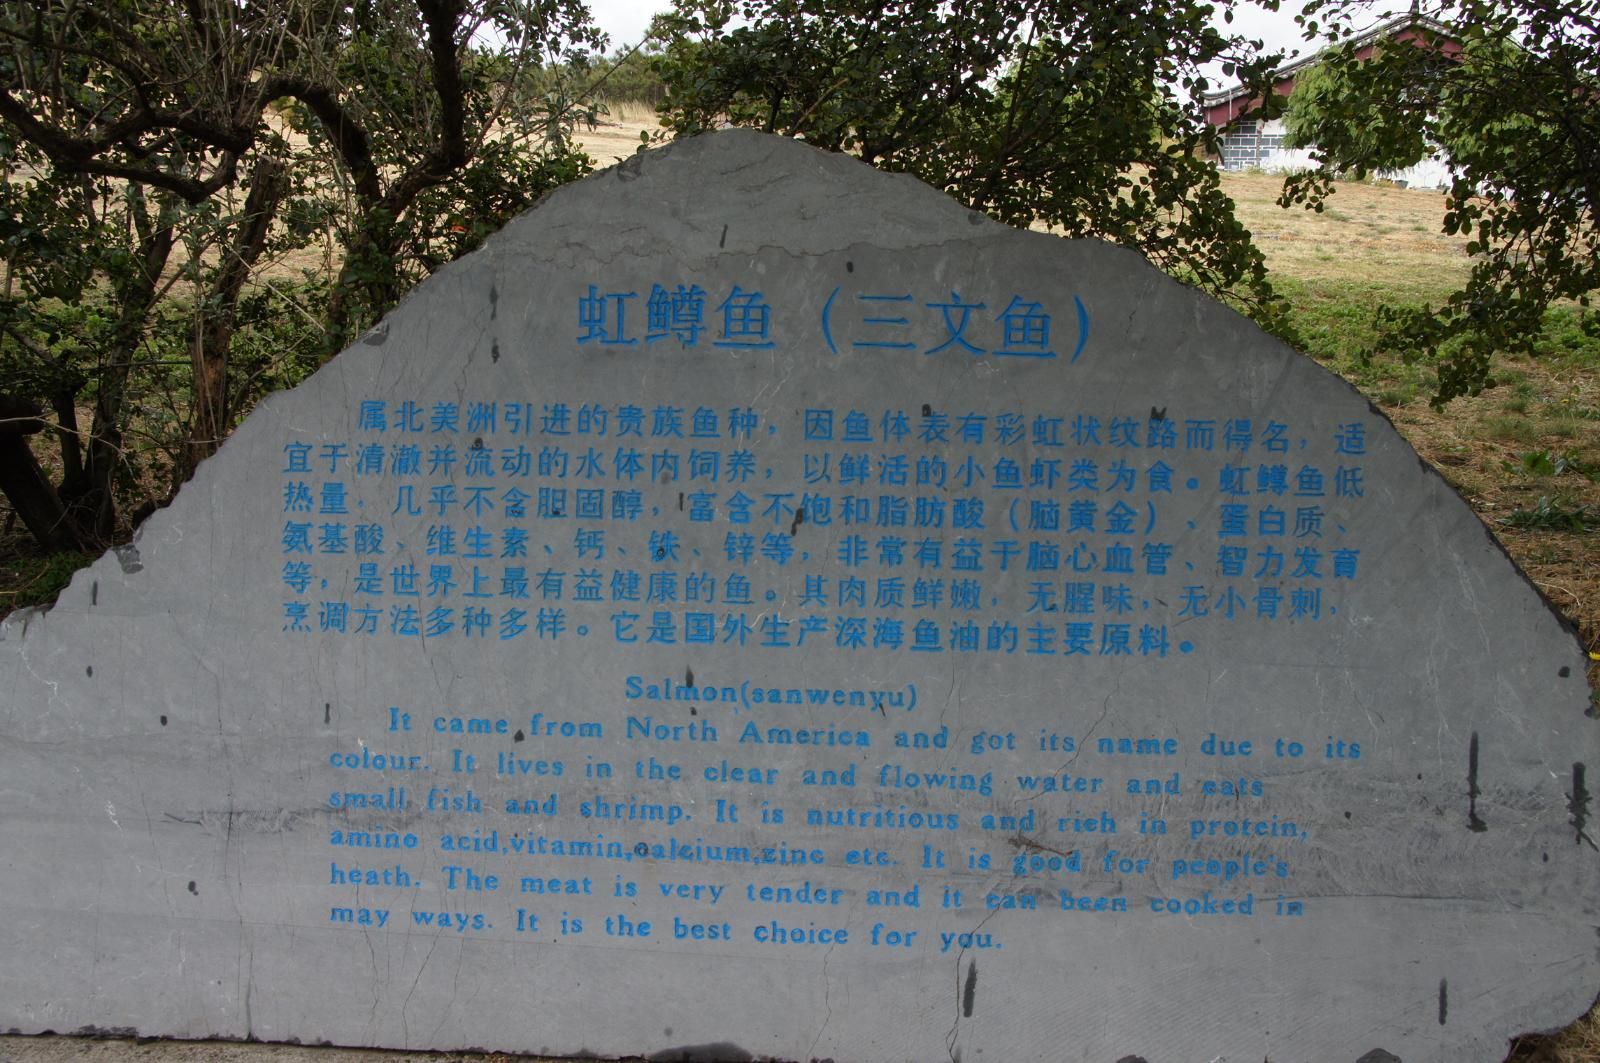 虹鳟鱼（三文鱼）
属北美洲引进的贵族鱼种，因鱼体表有彩虹状纹路而得名，适
宜于清澈并流动的水体内饲养，以鲜活的小鱼虾类为食。虹鳟鱼低
热量，几乎不含胆固醇，富含不饱和脂肪酸（脑黄金）、蛋白质、
氨基酸、维生素、钙、铁、锌等，非常有益于脑心血管、智力发育
等，是世界上最有益健康的鱼。其肉质鲜嫩，无腥味，无小骨刺，
烹调方法多种多样。它是国外生产深海鱼油的主要原料。
Salmon(sanwenyu)
It came from North America and got its name due to its
colour. It lives in the clear and flowing water and eats
small fish and shrimp. It is nutritious and rich in protein,
amino acid,vitamin,calcium,zinc etc. It is good for people's
heath. The meat is very tender and it can been cooked in
may ways. It is the best choice for you.